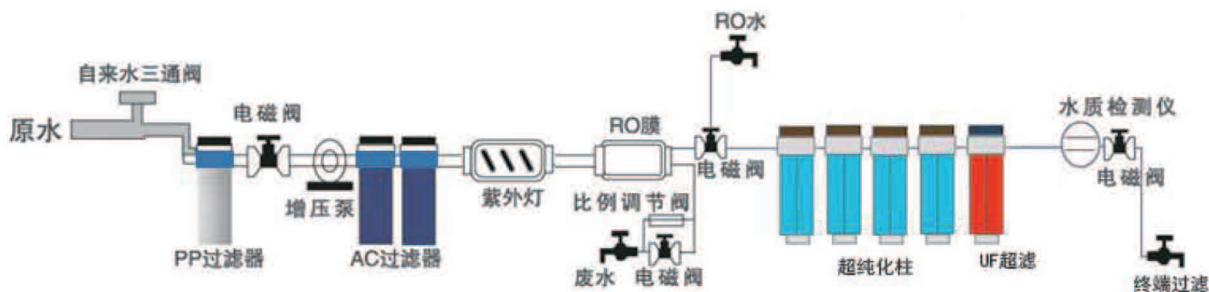 RO水
自来水三通阀
原水
电磁阀
增压泵
PP过滤器
AC过滤器
紫外灯
RO膜
比例调节阀
废水
电磁阀
电磁阀
超纯化柱
UF超滤
水质检测仪
电磁阀
终端过滤